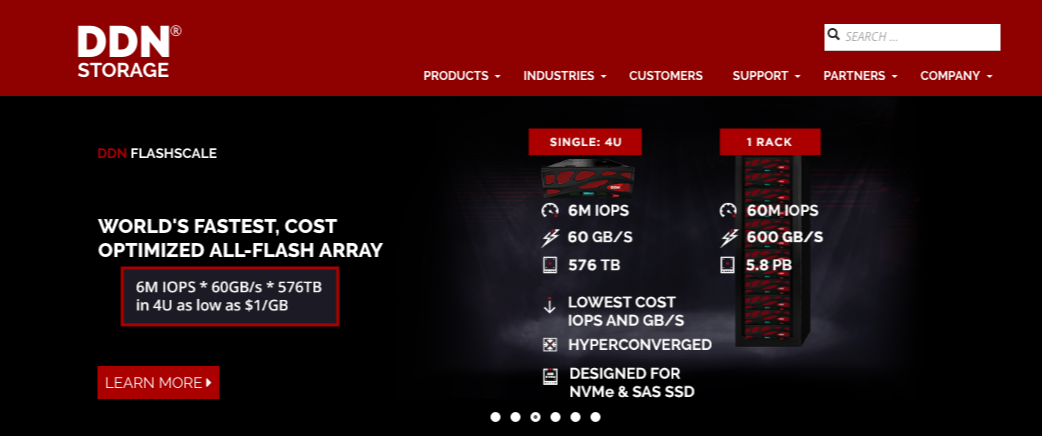 DDN®
STORAGE
SEARCH ...
PRODUCTS INDUSTRIES CUSTOMERS SUPPORT PARTNERS COMPANY
DDN FLASHSCALE
WORLD'S FASTEST, COST
OPTIMIZED ALL-FLASH ARRAY
6M IOPS * 60GB/s * 576TB
in 4U as low as $1/GB
LEARN MORE
SINGLE: 4U
DDN
6M IOPS
60 GB/S
576 TB
LOWEST COST
IOPS AND GB/S
HYPERCONVERGED
DESIGNED FOR
NVMe & SAS SSD
1 RACK
60M IOPS
600 GB/S
5.8 PB